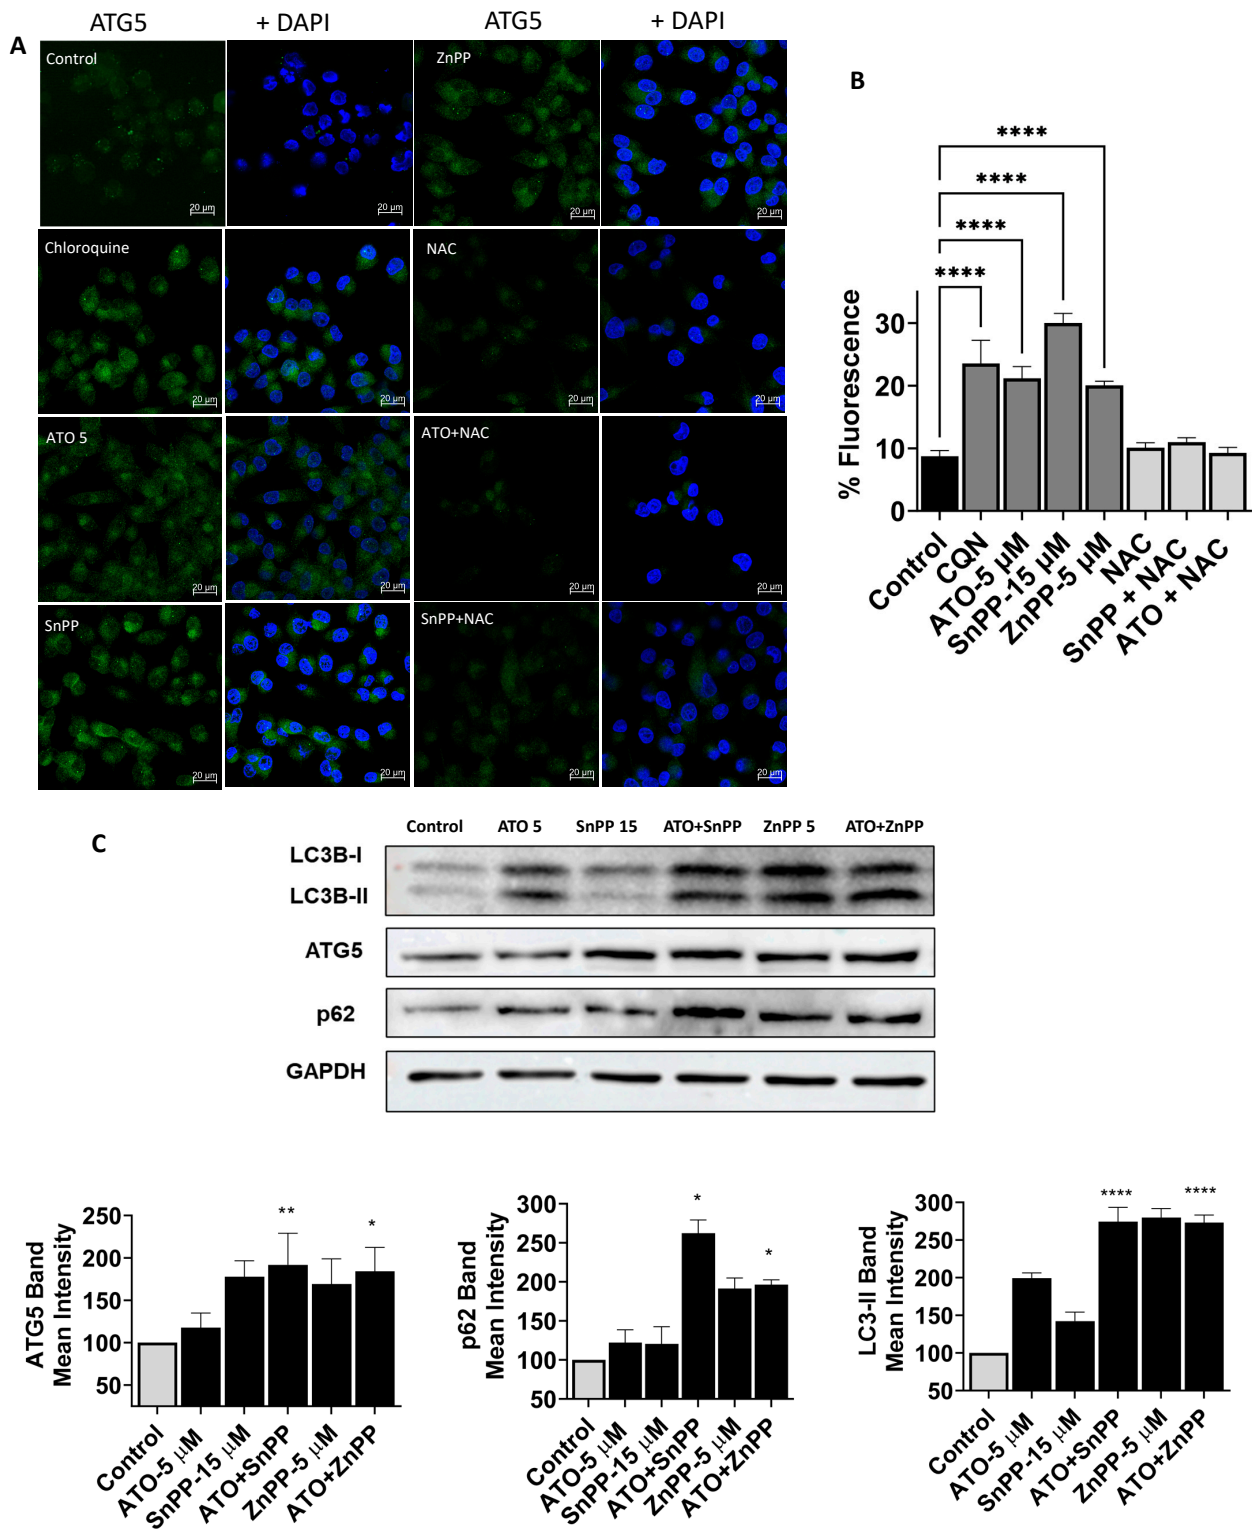 ATG5 + DAPI ATG5 + DAPI
A
Control
ZnPP
20 μm 20 μm 20 μm 20 μm
Chloroquine
NAC
20 μm 20 μm 20 μm 20 μm
ATO 5
ATO+NAC
20 μm 20 μm 20 μm 20 μm
SnPP
SnPP+NAC
20 μm 20 μm 20 μm 20 μm
B
****
****
****
****
% Fluorescence
30
20
10
0
Control
CQN
ATO-5 μM
SnPP-15 μM
ZnPP-5 μM
NAC
SnPP + NAC
ATO + NAC
C
Control ATO 5 SnPP 15 ATO+SnPP ZnPP 5 ATO+ZnPP
LC3B-I
LC3B-II
ATG5
p62
GAPDH
ATG5 Band
Mean Intensity
250
200
150
100
50
** *
Control
ATO-5 μM
SnPP-15 μM
ATO+SnPP
ZnPP-5 μM
ATO+ZnPP
p62 Band
Mean Intensity
300
250
200
150
100
50
* *
Control
ATO-5 μM
SnPP-15 μM
ATO+SnPP
ZnPP-5 μM
ATO+ZnPP
LC3-II Band
Mean Intensity
300
250
200
150
100
50
**** ****
Control
ATO-5 μM
SnPP-15 μM
ATO+SnPP
ZnPP-5 μM
ATO+ZnPP